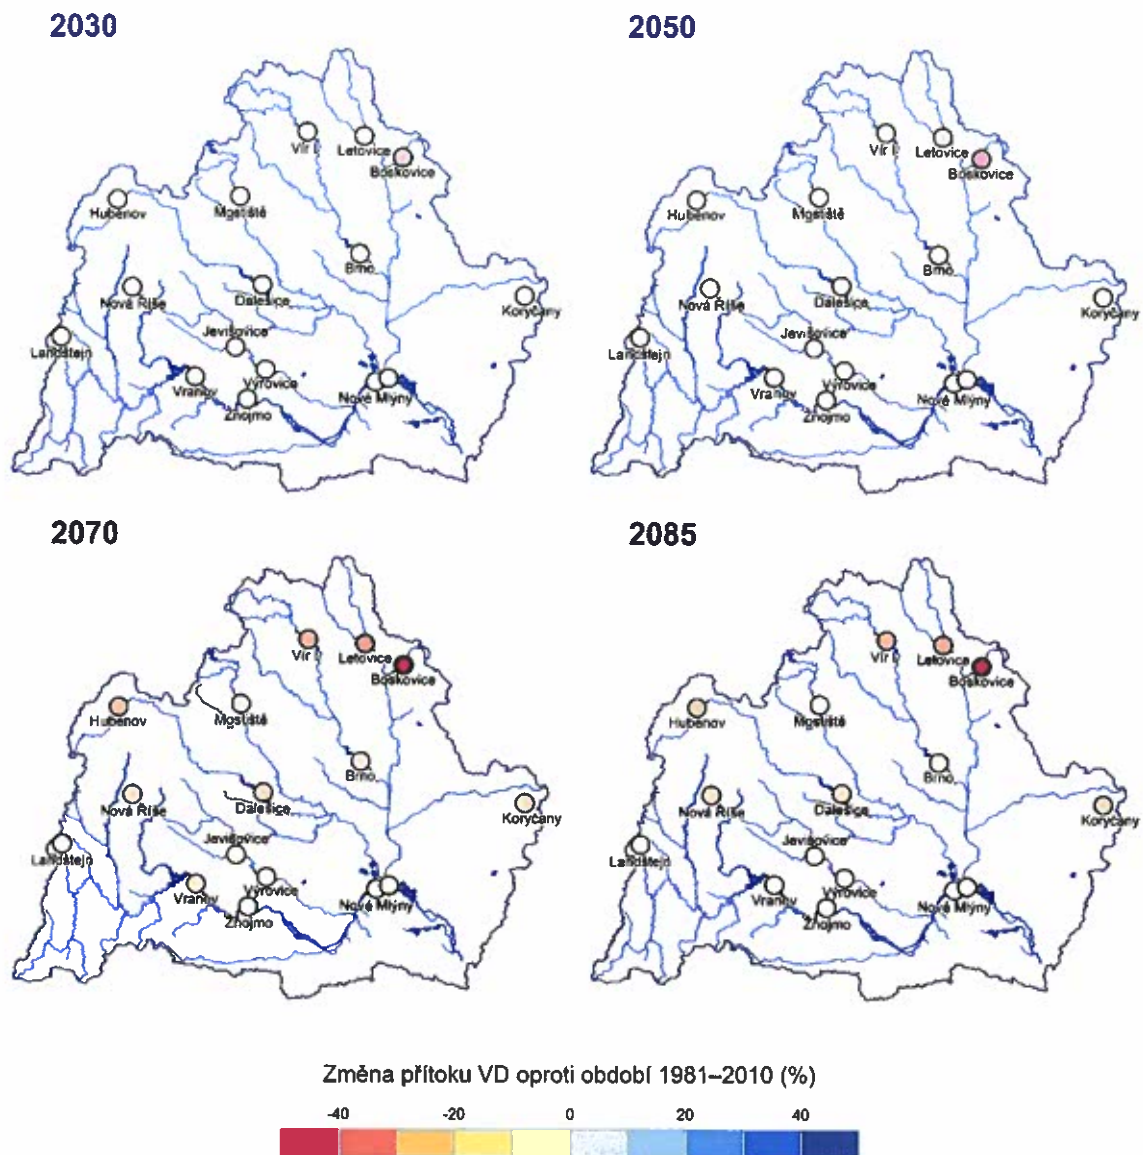 2030
2050
Vír I
Letovice
Boskovice
Hubenov
Mostiště
Brno
Nová Říše
Dalešice
Koryčany
Landštejn
Jevišovice
Výrovice
Vranov
Znojmo
Nové Mlýny
Vír I
Letovice
Boskovice
Hubenov
Mostiště
Brno
Nová Říše
Dalešice
Koryčany
Landštejn
Jevišovice
Výrovice
Vranov
Znojmo
Nové Mlýny
2070
2085
Vír I
Letovice
Boskovice
Hubenov
Mostiště
Brno
Nová Říše
Dalešice
Koryčany
Landštejn
Jevišovice
Výrovice
Vranov
Znojmo
Nové Mlýny
Vír I
Letovice
Boskovice
Hubenov
Mostiště
Brno
Nová Říše
Dalešice
Koryčany
Landštejn
Jevišovice
Výrovice
Vranov
Znojmo
Nové Mlýny
Změna přítoku VD oproti období 1981–2010 (%)
-40 -20 0 20 40